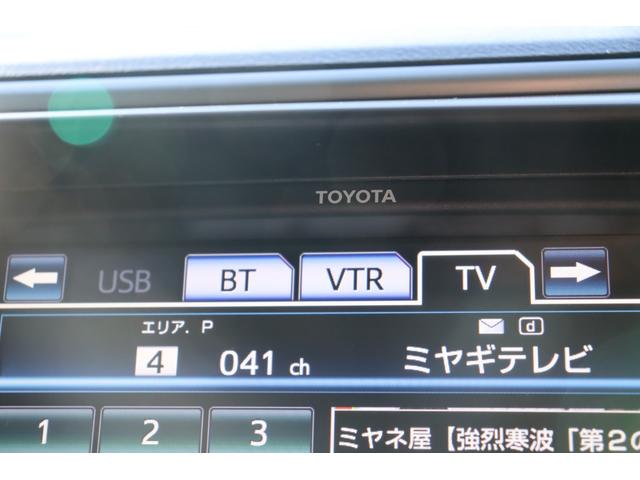 TOYOTA
USB BT VTR TV
エリア. P
4 041 ch ミヤギテレビ
1 2 3 ミヤネ屋【強烈寒波「第2の